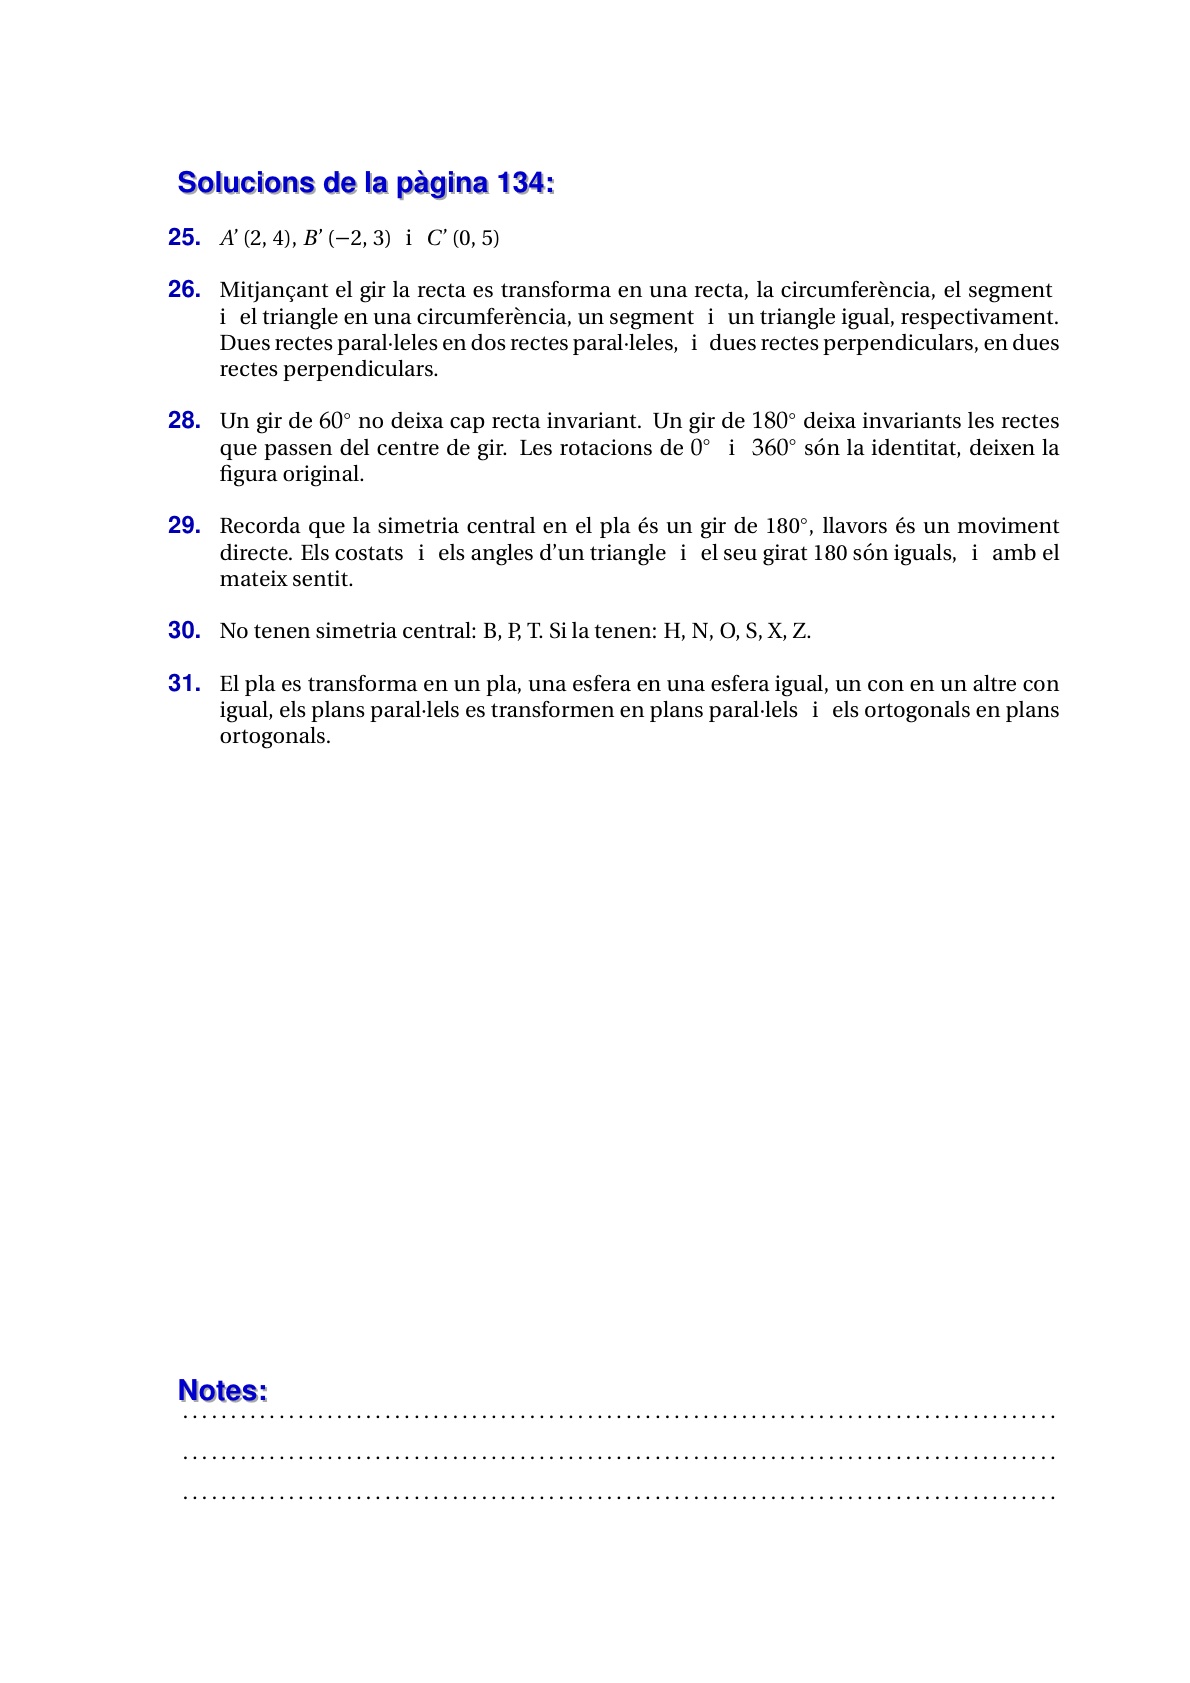 Solucions de la pàgina 134:
25. A’ (2, 4), B’ (−2, 3) i C’ (0, 5)
26. Mitjançant el gir la recta es transforma en una recta, la circumferència, el segment
i el triangle en una circumferència, un segment i un triangle igual, respectivament.
Dues rectes paral·leles en dos rectes paral·leles, i dues rectes perpendiculars, en dues
rectes perpendiculars.
28. Un gir de 60° no deixa cap recta invariant. Un gir de 180° deixa invariants les rectes
que passen del centre de gir. Les rotacions de 0° i 360° són la identitat, deixen la
figura original.
29. Recorda que la simetria central en el pla és un gir de 180°, llavors és un moviment
directe. Els costats i els angles d’un triangle i el seu girat 180 són iguals, i amb el
mateix sentit.
30. No tenen simetria central: B, P, T. Si la tenen: H, N, O, S, X, Z.
31. El pla es transforma en un pla, una esfera en una esfera igual, un con en un altre con
igual, els plans paral·lels es transformen en plans paral·lels i els ortogonals en plans
ortogonals.
Notes: